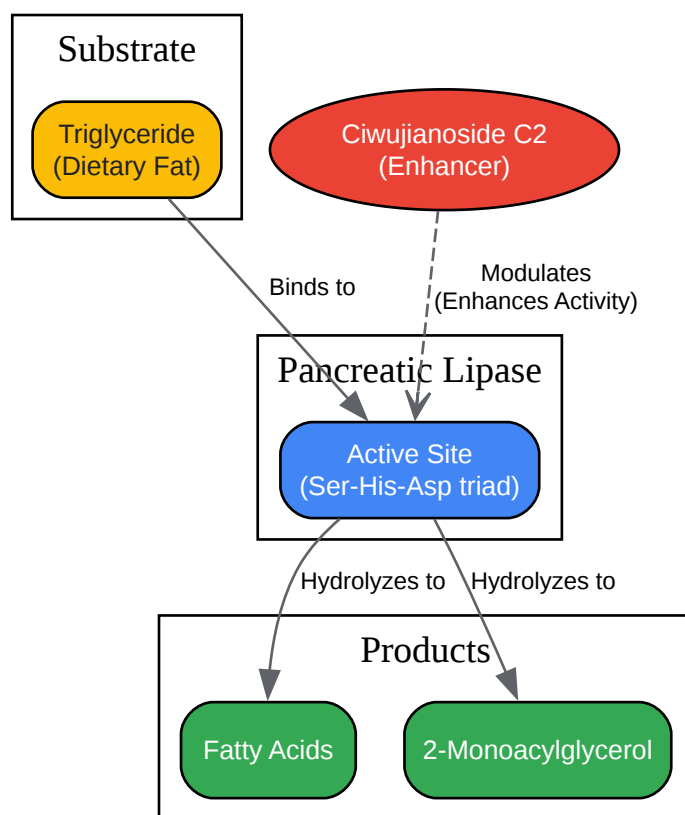 Substrate
Triglyceride
(Dietary Fat)
Ciwujianoside C2
(Enhancer)
Binds to
Modulates
(Enhances Activity)
Pancreatic Lipase
Active Site
(Ser-His-Asp triad)
Hydrolyzes to
Hydrolyzes to
Products
Fatty Acids
2-Monoacylglycerol